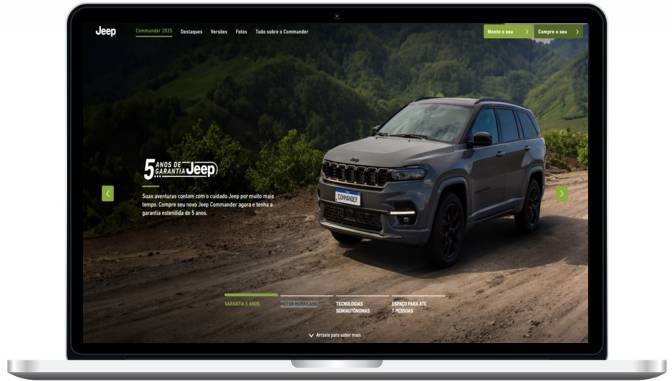 Jeep
Commander 2025
Destaques
Versões
Fotos
Tudo sobre o Commander
Monte o seu
Compre o seu
5 ANOS DE
GARANTIA Jeep
Suas aventuras contam com o cuidado Jeep por muito mais
tempo. Compre seu novo Jeep Commander agora e tenha a
garantia estendida de 5 anos.
COMMANDER
GARANTIA 5 ANOS
TECNOLOGIAS
SEMIAUTÔNOMAS
ESPAÇO PARA ATÉ
7 PESSOAS
Arraste para saber mais